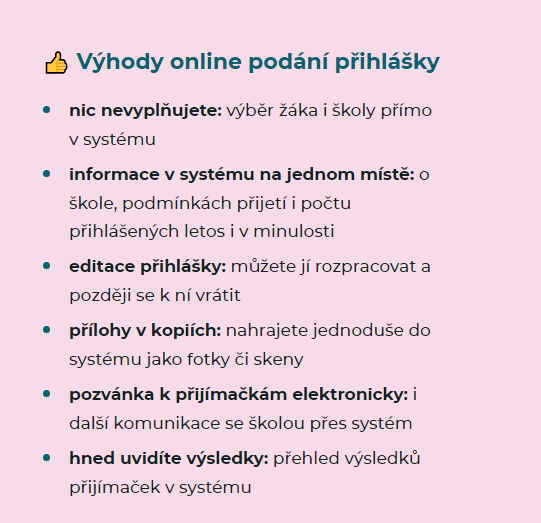 👍 Výhody online podání přihlášky
• nic nevyplňujete: výběr žáka i školy přímo
v systému
• informace v systému na jednom místě: o
škole, podmínkách přijetí i počtu
přihlášených letos i v minulosti
• editace přihlášky: můžete jí rozpracovat a
později se k ní vrátit
• přílohy v kopiích: nahrajete jednoduše do
systému jako fotky či skeny
• pozvánka k přijímačkám elektronicky: i
další komunikace se školou přes systém
• hned uvidíte výsledky: přehled výsledků
přijímaček v systému